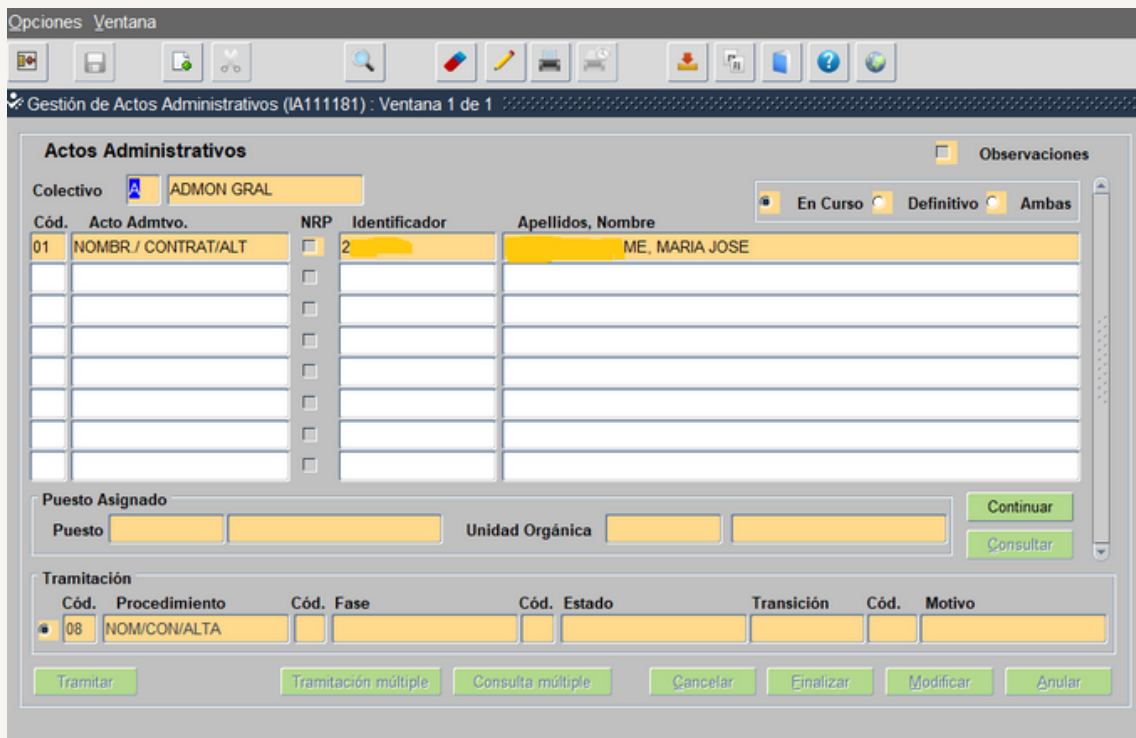 Opciones Ventana
Gestión de Actos Administrativos (IA111181) : Ventana 1 de 1
Actos Administrativos
Observaciones
Colectivo A ADMON GRAL
En Curso Definitivo Ambas
Cód. Acto Admtvo. NRP Identificador Apellidos, Nombre
01 NOMBR./ CONTRAT/ALT 2 ME, MARIA JOSE
Puesto Asignado
Continuar
Puesto Unidad Orgánica
Consultar
Tramitación
Cód. Procedimiento Cód. Fase Cód. Estado Transición Cód. Motivo
08 NOM/CON/ALTA
Tramitar Tramitación múltiple Consulta múltiple Cancelar Finalizar Modificar Anular